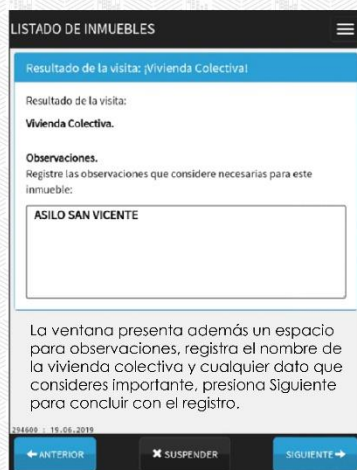 LISTADO DE INMUEBLES
Resultado de la visita: ¡Vivienda Colectiva!
Resultado de la visita:
Vivienda Colectiva.
Observaciones.
Registre las observaciones que considere necesarias para este
inmueble:
ASILO SAN VICENTE
La ventana presenta además un espacio
para observaciones, registra el nombre de
la vivienda colectiva y cualquier dato que
consideres importante, presiona Siguiente
para concluir con el registro.
294600 : 19.06.2019
ANTERIOR
SUSPENDER
SIGUIENTE